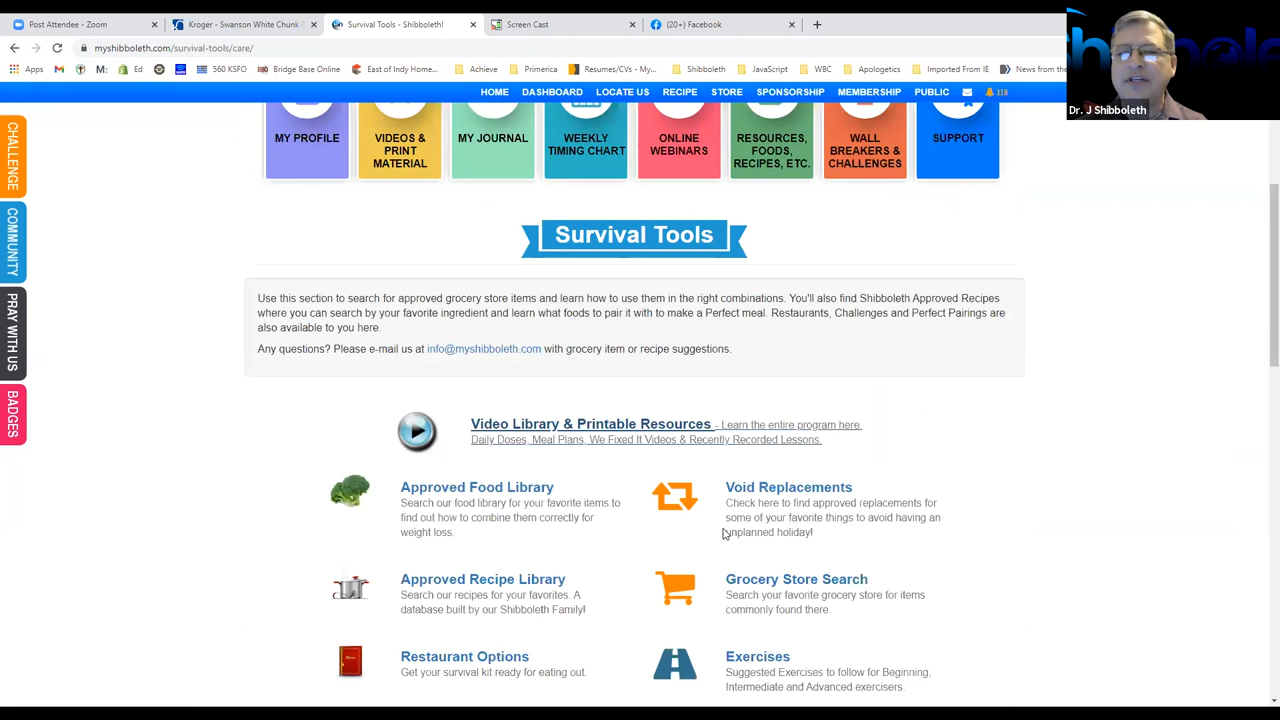 Post Attendee - Zoom
Kroger - Swanson White Chunk C
Survival Tools - Shibboleth!
Screen Cast
(20+) Facebook
myshibboleth.com/survival-tools/care/
Apps
M:
Ed
560 KSFO
Bridge Base Online
East of Indy Home...
Achieve
Primerica
Resumes/CVs - My...
Shibboleth
JavaScript
WBC
Apologetics
Imported From IE
News from the
HOME DASHBOARD LOCATE US RECIPE STORE SPONSORSHIP MEMBERSHIP PUBLIC 118
Dr. J Shibboleth
CHALLENGE
COMMUNITY
PRAY WITH US
BADGES
MY PROFILE
VIDEOS &
PRINT
MATERIAL
MY JOURNAL
WEEKLY
TIMING CHART
ONLINE
WEBINARS
RESOURCES,
FOODS,
RECIPES, ETC.
WALL
BREAKERS &
CHALLENGES
SUPPORT
Survival Tools
Use this section to search for approved grocery store items and learn how to use them in the right combinations. You'll also find Shibboleth Approved Recipes
where you can search by your favorite ingredient and learn what foods to pair it with to make a Perfect meal. Restaurants, Challenges and Perfect Pairings are
also available to you here.
Any questions? Please e-mail us at info@myshibboleth.com with grocery item or recipe suggestions.
Video Library & Printable Resources - Learn the entire program here.
Daily Doses, Meal Plans, We Fixed It Videos & Recently Recorded Lessons.
Approved Food Library
Search our food library for your favorite items to
find out how to combine them correctly for
weight loss.
Void Replacements
Check here to find approved replacements for
some of your favorite things to avoid having an
unplanned holiday!
Approved Recipe Library
Search our recipes for your favorites. A
database built by our Shibboleth Family!
Grocery Store Search
Search your favorite grocery store for items
commonly found there.
Restaurant Options
Get your survival kit ready for eating out.
Exercises
Suggested Exercises to follow for Beginning,
Intermediate and Advanced exercisers.